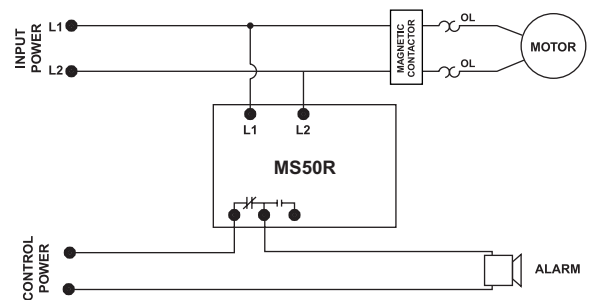 INPUT
POWER
L1
L2
MAGNETIC
CONTACTOR
OL
OL
MOTOR
L1
L2
MS50R
CONTROL
POWER
ALARM